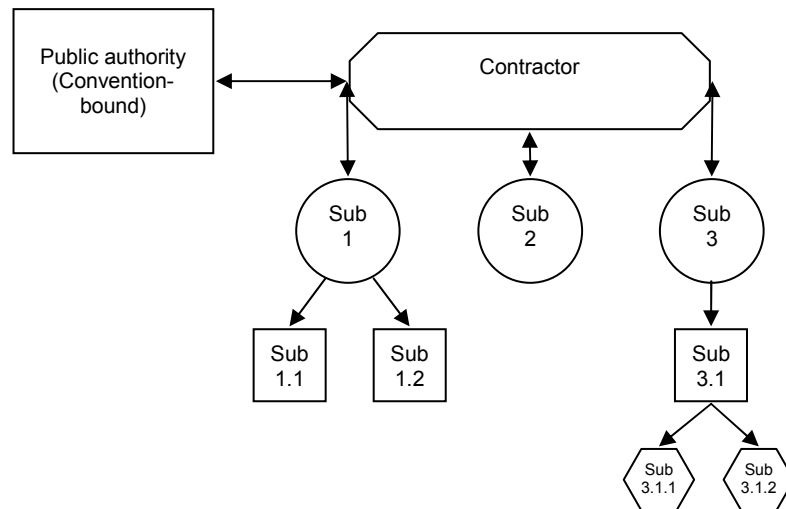 Public authority
(Convention-
bound)
Contractor
Sub
1
Sub
2
Sub
3
Sub
1.1
Sub
1.2
Sub
3.1
Sub
3.1.1
Sub
3.1.2